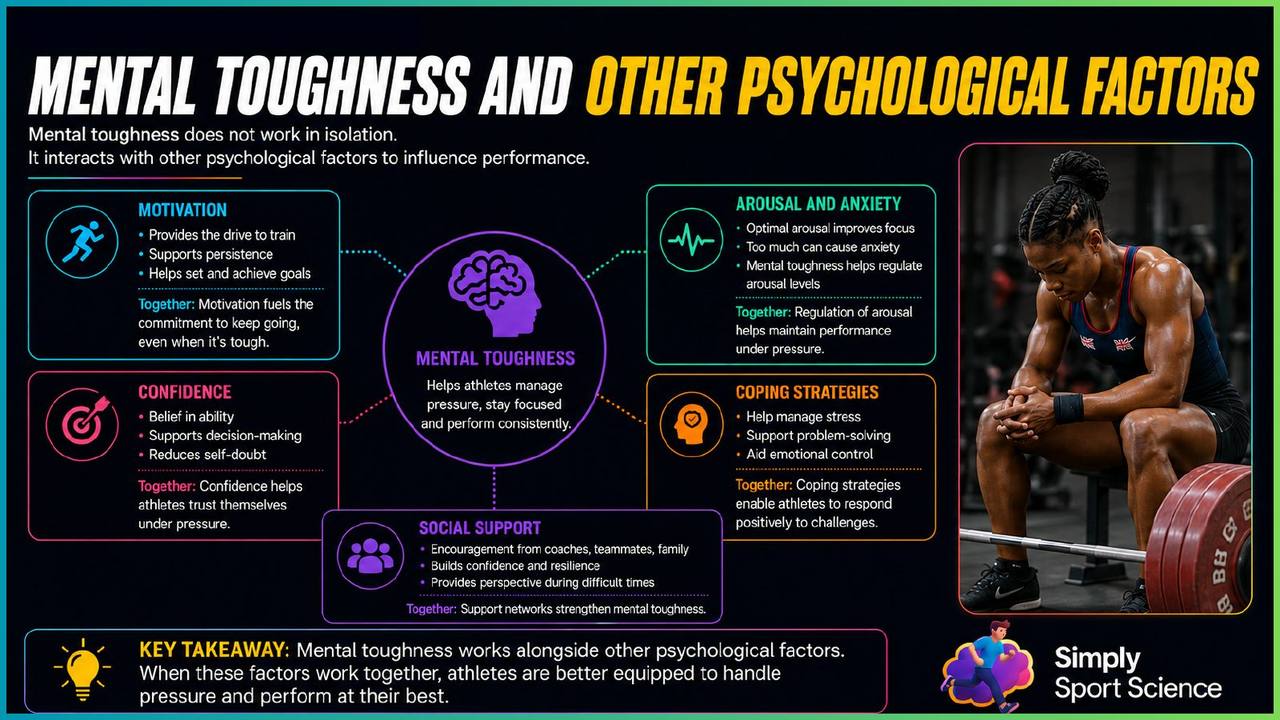 MENTAL TOUGHNESS AND OTHER PSYCHOLOGICAL FACTORS
Mental toughness does not work in isolation.
It interacts with other psychological factors to influence performance.
MOTIVATION
• Provides the drive to train
• Supports persistence
• Helps set and achieve goals
Together: Motivation fuels the
commitment to keep going,
even when it's tough.
CONFIDENCE
• Belief in ability
• Supports decision-making
• Reduces self-doubt
Together: Confidence helps
athletes trust themselves
under pressure.
MENTAL TOUGHNESS
Helps athletes manage
pressure, stay focused
and perform consistently.
AROUSAL AND ANXIETY
• Optimal arousal improves focus
• Too much can cause anxiety
• Mental toughness helps regulate
arousal levels
Together: Regulation of arousal
helps maintain performance
under pressure.
COPING STRATEGIES
• Help manage stress
• Support problem-solving
• Aid emotional control
Together: Coping strategies
enable athletes to respond
positively to challenges.
SOCIAL SUPPORT
• Encouragement from coaches, teammates, family
• Builds confidence and resilience
• Provides perspective during difficult times
Together: Support networks strengthen mental toughness.
KEY TAKEAWAY: Mental toughness works alongside other psychological factors.
When these factors work together, athletes are better equipped to handle
pressure and perform at their best.
Simply
Sport Science